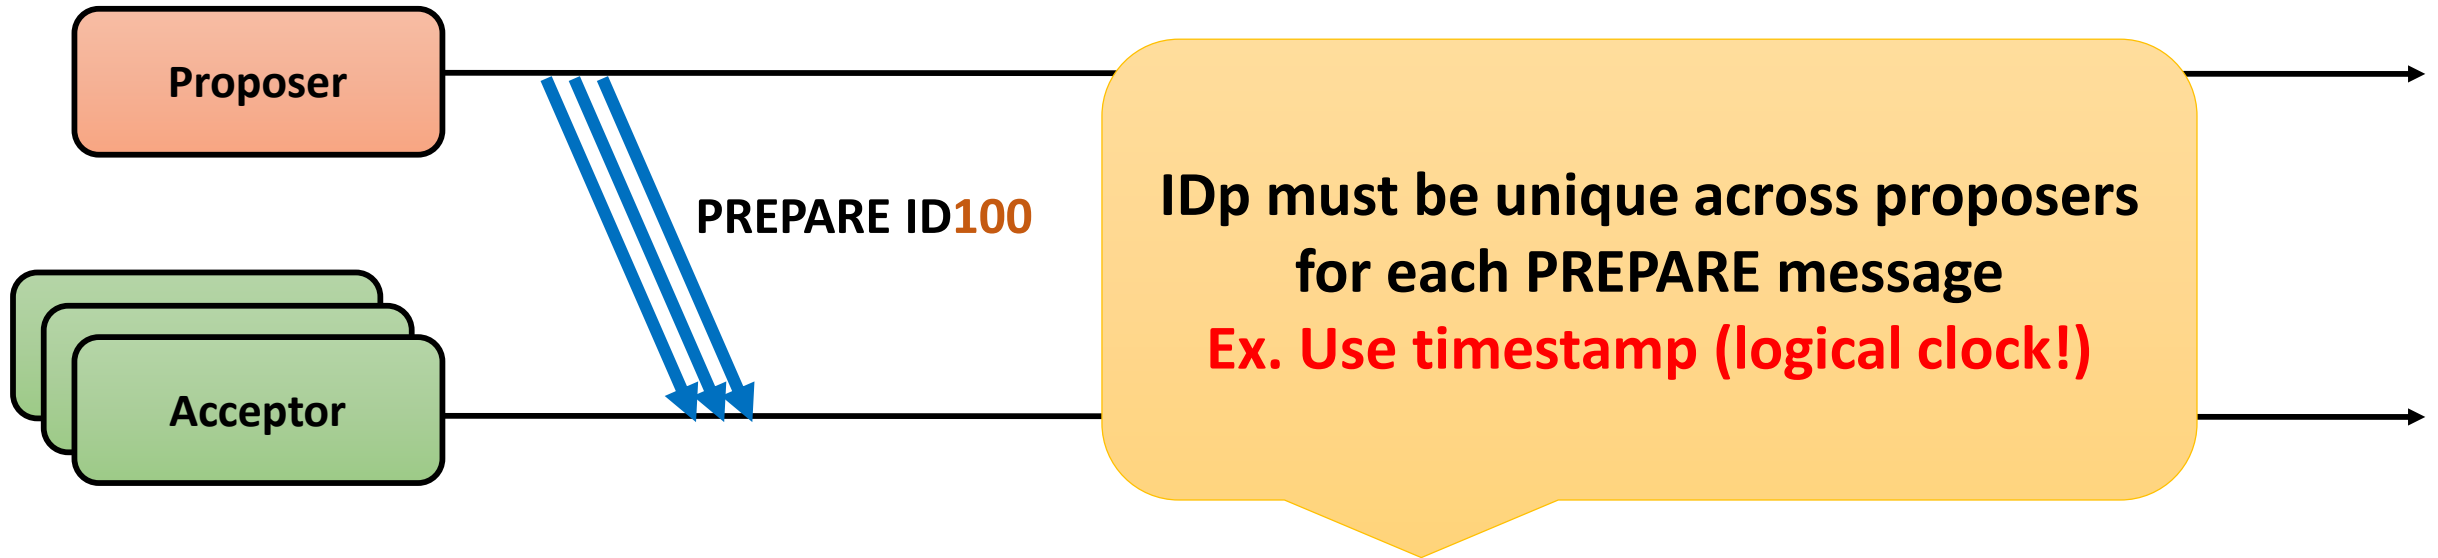 Proposer
PREPARE ID100
Acceptor
IDp must be unique across proposers
for each PREPARE message
Ex. Use timestamp (logical clock!)